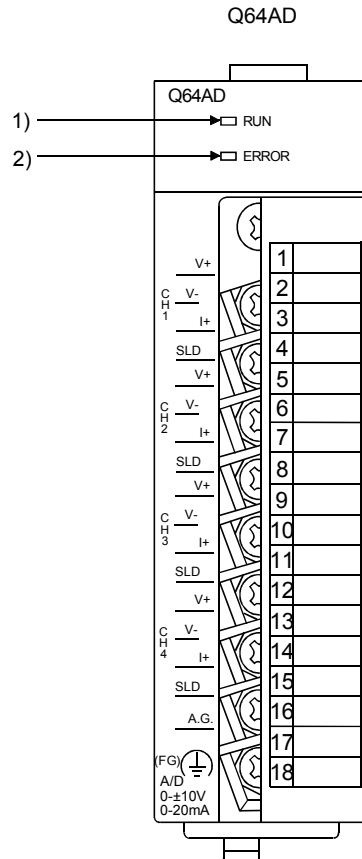 Q64AD
Q64AD
1)
RUN
2)
ERROR
CH1
V+
V-
I+
SLD
CH2
V+
V-
I+
SLD
CH3
V+
V-
I+
SLD
CH4
V+
V-
I+
SLD
A.G.
(FG)
A/D
0-±10V
0-20mA
1
2
3
4
5
6
7
8
9
10
11
12
13
14
15
16
17
18